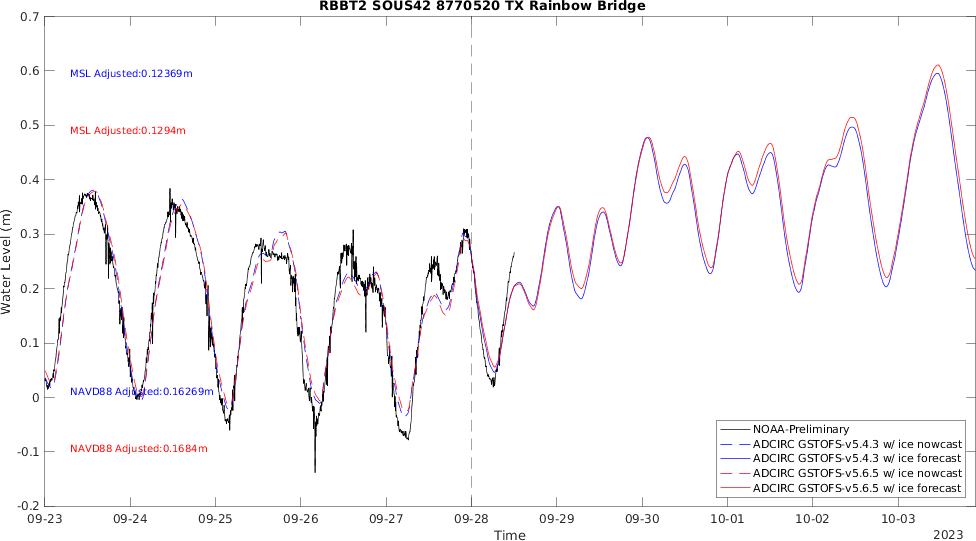 RBBT2 SOUS42 8770520 TX Rainbow Bridge
0.7
0.6
0.5
0.4
0.3
0.2
0.1
0
-0.1
-0.2
Water Level (m)
MSL Adjusted:0.12369m
MSL Adjusted:0.1294m
NAVD88 Adjusted:0.16269m
NAVD88 Adjusted:0.1684m
NOAA-Preliminary
ADCIRC GSTOFS-v5.4.3 w/ ice nowcast
ADCIRC GSTOFS-v5.4.3 w/ ice forecast
ADCIRC GSTOFS-v5.6.5 w/ ice nowcast
ADCIRC GSTOFS-v5.6.5 w/ ice forecast
09-23 09-24 09-25 09-26 09-27 09-28 09-29 09-30 10-01 10-02 10-03
Time
2023